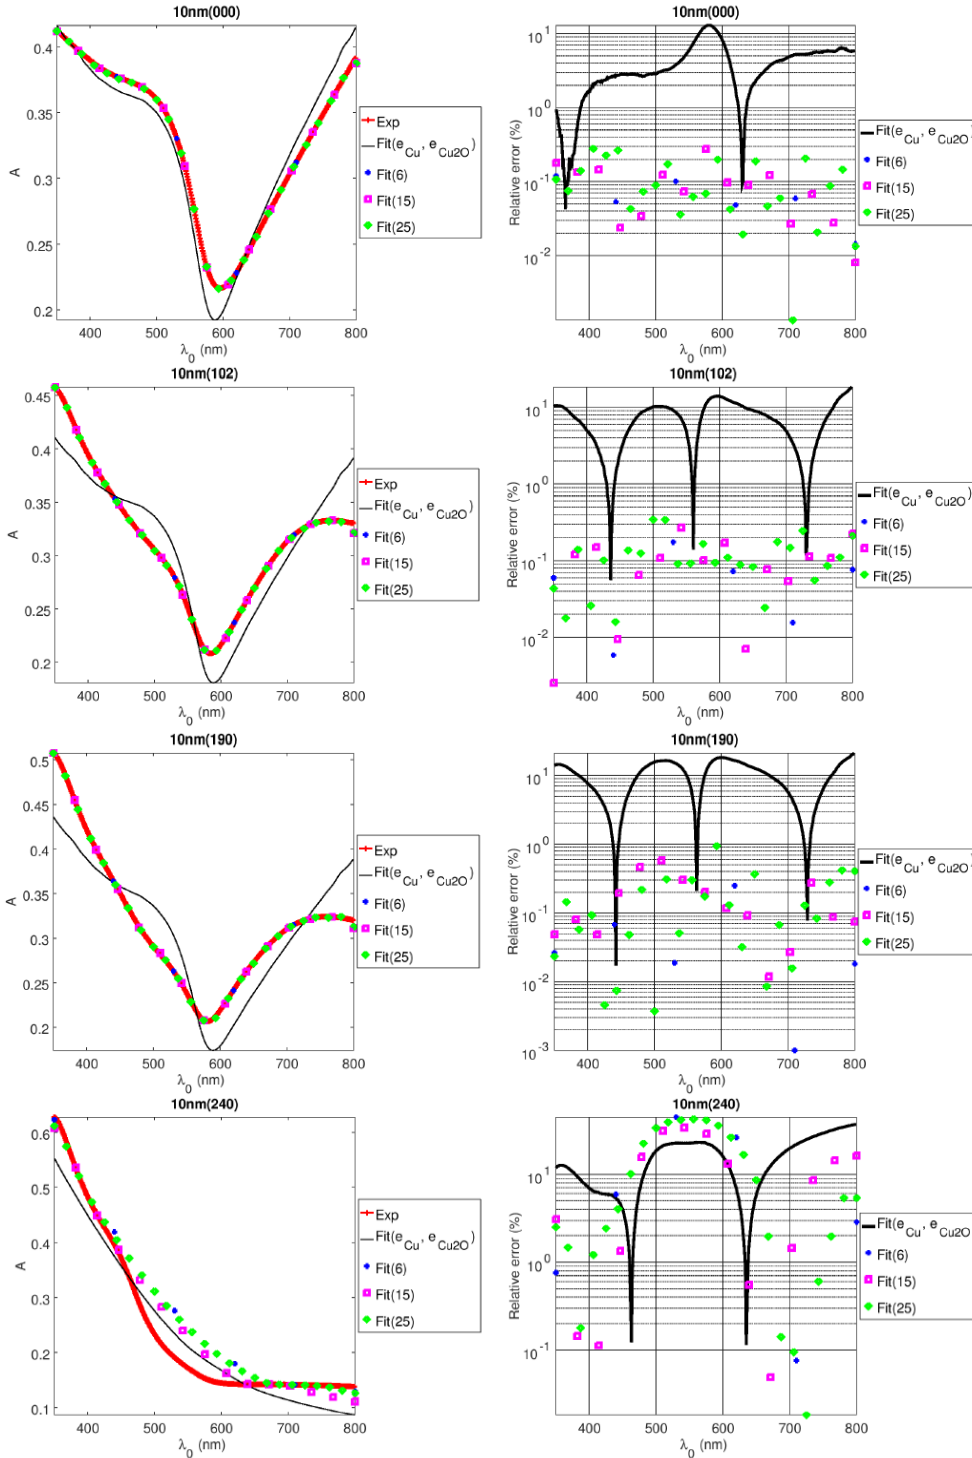 10nm(000)
0.4
0.35
0.3
0.25
0.2
A
400 500 600 700 800
λ0 (nm)
Exp
Fit(eCu, eCu2O)
Fit(6)
Fit(15)
Fit(25)
10nm(000)
10^1
10^0
10^-1
10^-2
Relative error (%)
400 500 600 700 800
λ0 (nm)
Fit(eCu, eCu2O)
Fit(6)
Fit(15)
Fit(25)
10nm(102)
0.45
0.4
0.35
0.3
0.25
0.2
A
400 500 600 700 800
λ0 (nm)
Exp
Fit(eCu, eCu2O)
Fit(6)
Fit(15)
Fit(25)
10nm(102)
10^1
10^0
10^-1
10^-2
Relative error (%)
400 500 600 700 800
λ0 (nm)
Fit(eCu, eCu2O)
Fit(6)
Fit(15)
Fit(25)
10nm(190)
0.5
0.45
0.4
0.35
0.3
0.25
0.2
A
400 500 600 700 800
λ0 (nm)
Exp
Fit(eCu, eCu2O)
Fit(6)
Fit(15)
Fit(25)
10nm(190)
10^1
10^0
10^-1
10^-2
10^-3
Relative error (%)
400 500 600 700 800
λ0 (nm)
Fit(eCu, eCu2O)
Fit(6)
Fit(15)
Fit(25)
10nm(240)
0.6
0.5
0.4
0.3
0.2
0.1
A
400 500 600 700 800
λ0 (nm)
Exp
Fit(eCu, eCu2O)
Fit(6)
Fit(15)
Fit(25)
10nm(240)
10^1
10^0
10^-1
Relative error (%)
400 500 600 700 800
λ0 (nm)
Fit(eCu, eCu2O
Fit(6)
Fit(15)
Fit(25)